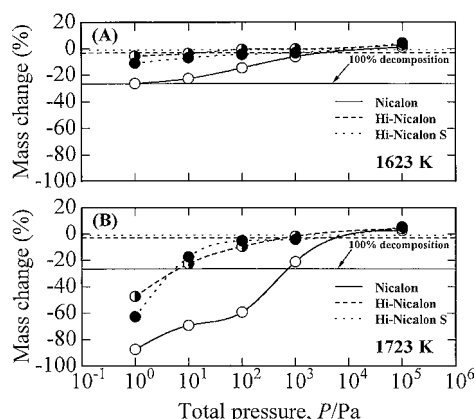 (A)
Mass change (%)
20
0
-20
-40
-60
-80
-100
100% decomposition
Nicalon
Hi-Nicalon
Hi-Nicalon S
1623 K
(B)
Mass change (%)
20
0
-20
-40
-60
-80
-100
100% decomposition
Nicalon
Hi-Nicalon
Hi-Nicalon S
1723 K
10⁻¹ 10⁰ 10¹ 10² 10³ 10⁴ 10⁵ 10⁶
Total pressure, P/Pa